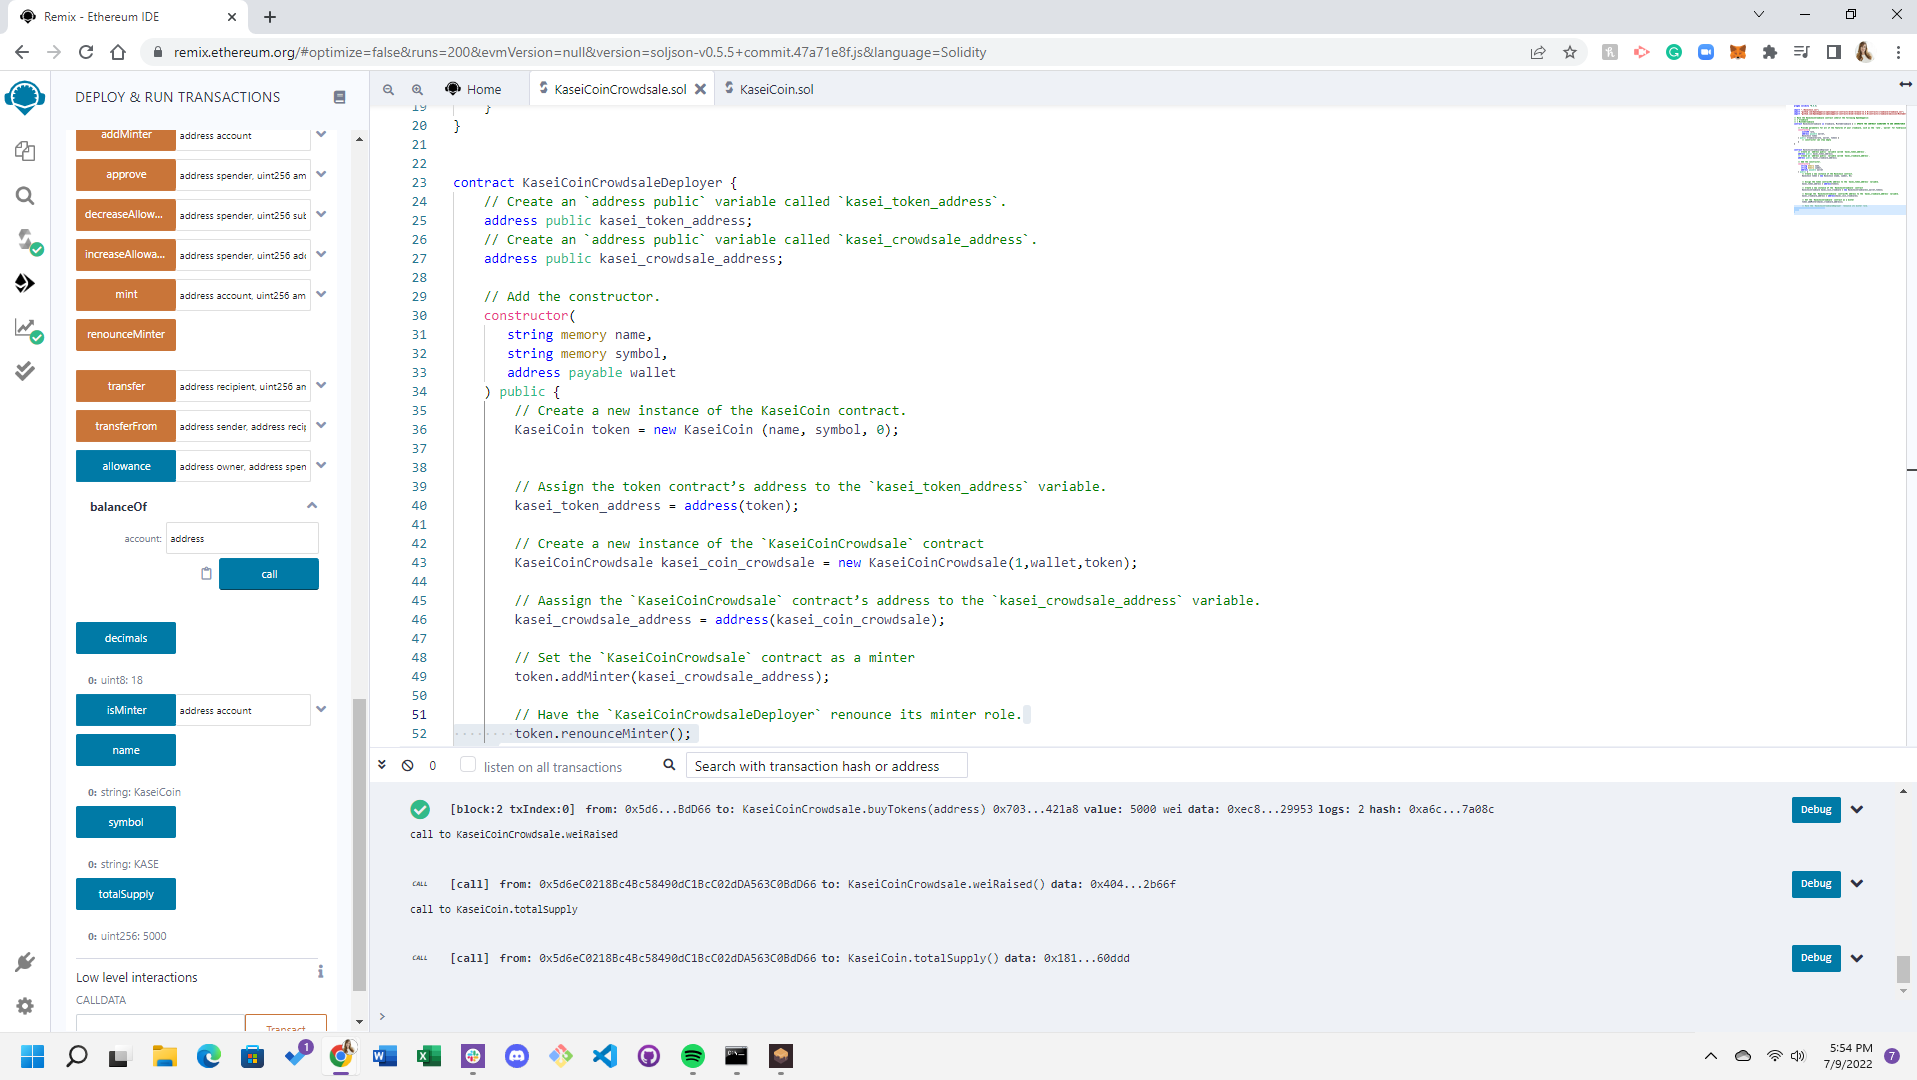 Remix - Ethereum IDE
remix.ethereum.org/#optimize=false&runs=200&evmVersion=null&version=soljson-v0.5.5+commit.47a71e8f.js&language=Solidity
DEPLOY & RUN TRANSACTIONS
Home
KaseiCoinCrowdsale.sol
KaseiCoin.sol
addMinter
address account
approve
address spender, uint256 am
decreaseAllow...
address spender, uint256 sub
increaseAllowa...
address spender, uint256 add
mint
address account, uint256 am
renounceMinter
transfer
address recipient, uint256 an
transferFrom
address sender, address recip
allowance
address owner, address spen
balanceOf
account:
address
call
decimals
0: uint8: 18
isMinter
address account
name
0: string: KaseiCoin
symbol
0: string: KASE
totalSupply
0: uint256: 5000
Low level interactions
i
CALLDATA
Transact
19 }
20 }
21
22
23 contract KaseiCoinCrowdsaleDeployer {
24 // Create an `address public` variable called `kasei_token_address`.
25 address public kasei_token_address;
26 // Create an `address public` variable called `kasei_crowdsale_address`.
27 address public kasei_crowdsale_address;
28
29 // Add the constructor.
30 constructor(
31 string memory name,
32 string memory symbol,
33 address payable wallet
34 ) public {
35 // Create a new instance of the KaseiCoin contract.
36 KaseiCoin token = new KaseiCoin (name, symbol, 0);
37
38
39 // Assign the token contract’s address to the `kasei_token_address` variable.
40 kasei_token_address = address(token);
41
42 // Create a new instance of the `KaseiCoinCrowdsale` contract
43 KaseiCoinCrowdsale kasei_coin_crowdsale = new KaseiCoinCrowdsale(1,wallet,token);
44
45 // Aassign the `KaseiCoinCrowdsale` contract’s address to the `kasei_crowdsale_address` variable.
46 kasei_crowdsale_address = address(kasei_coin_crowdsale);
47
48 // Set the `KaseiCoinCrowdsale` contract as a minter
49 token.addMinter(kasei_crowdsale_address);
50
51 // Have the `KaseiCoinCrowdsaleDeployer` renounce its minter role.
52 token.renounceMinter();
0
listen on all transactions
Search with transaction hash or address
[block:2 txIndex:0] from: 0x5d6...BdD66 to: KaseiCoinCrowdsale.buyTokens(address) 0x703...421a8 value: 5000 wei data: 0xec8...29953 logs: 2 hash: 0xa6c...7a08c
Debug
call to KaseiCoinCrowdsale.weiRaised
CALL [call] from: 0x5d6eC0218Bc4Bc58490dC1BcC02dDA563C0BdD66 to: KaseiCoinCrowdsale.weiRaised() data: 0x404...2b66f
Debug
call to KaseiCoin.totalSupply
CALL [call] from: 0x5d6eC0218Bc4Bc58490dC1BcC02dDA563C0BdD66 to: KaseiCoin.totalSupply() data: 0x181...60ddd
Debug
>
1
5:54 PM
7/9/2022
7